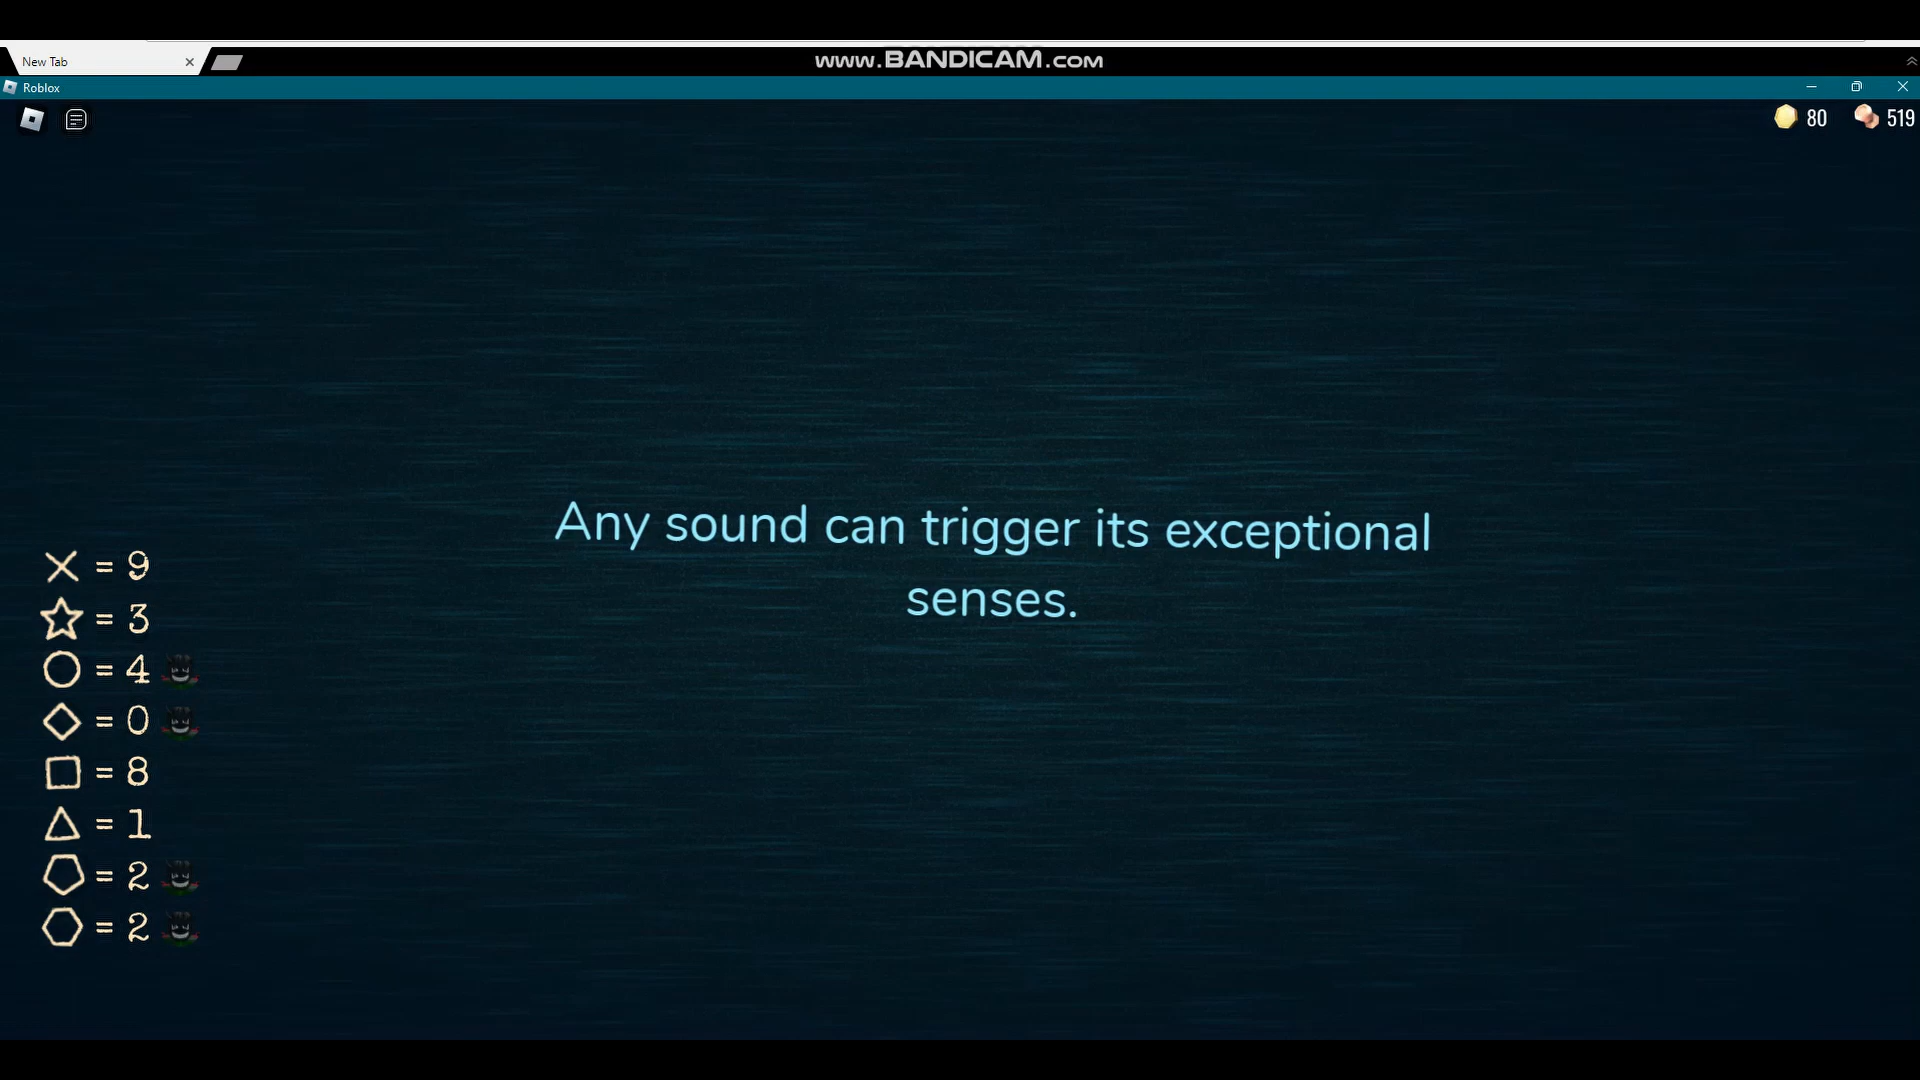 www.BANDICAM.com
New Tab
Roblox
80 519
Any sound can trigger its exceptional
senses.
= 9
= 3
= 4
= 0
= 8
= 1
= 2
= 2